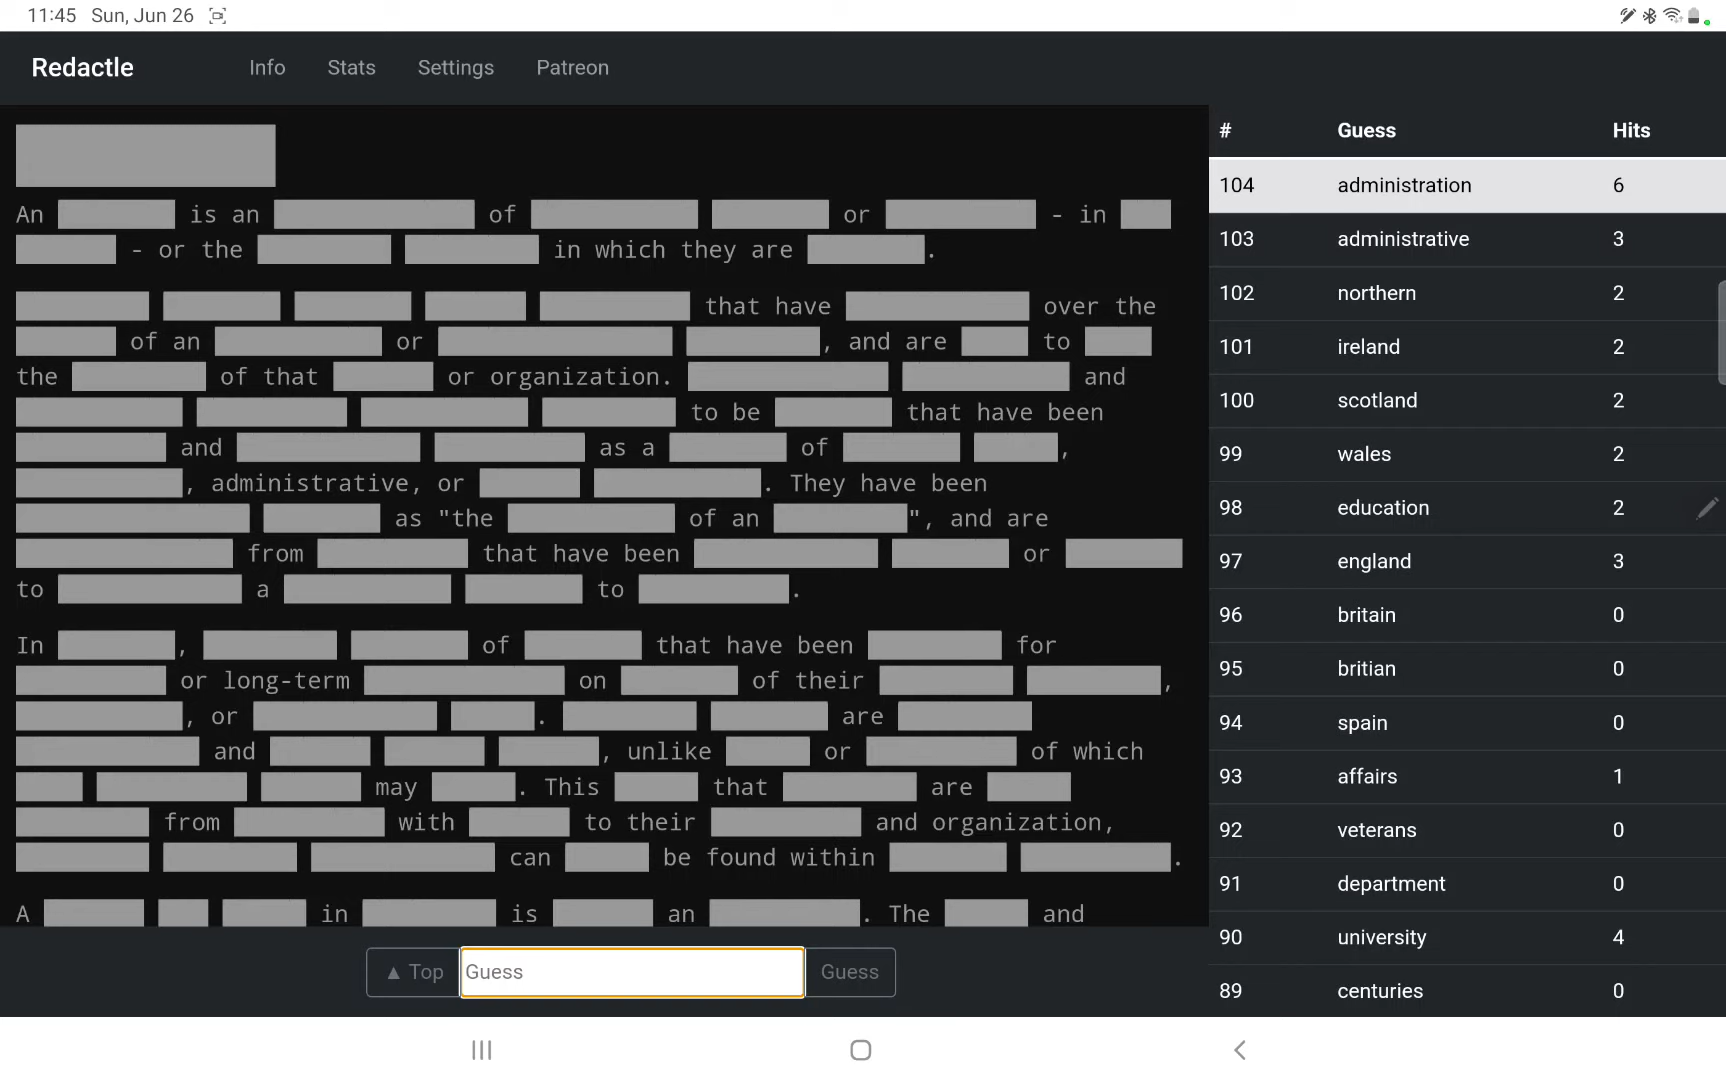 11:45 Sun, Jun 26
Redactle Info Stats Settings Patreon
An is an of or - in
- or the in which they are .
that have over the
of an or , and are to
the of that or organization. and
to be that have been
and as a of ,
, administrative, or . They have been
as "the of an ", and are
from that have been or
to a to .
In , of that have been for
or long-term on of their ,
, or . are
and , unlike or of which
may . This that are
from with to their and organization,
can be found within .
A in is an . The and
▲ Top Guess Guess
# Guess Hits
104 administration 6
103 administrative 3
102 northern 2
101 ireland 2
100 scotland 2
99 wales 2
98 education 2
97 england 3
96 britain 0
95 britian 0
94 spain 0
93 affairs 1
92 veterans 0
91 department 0
90 university 4
89 centuries 0